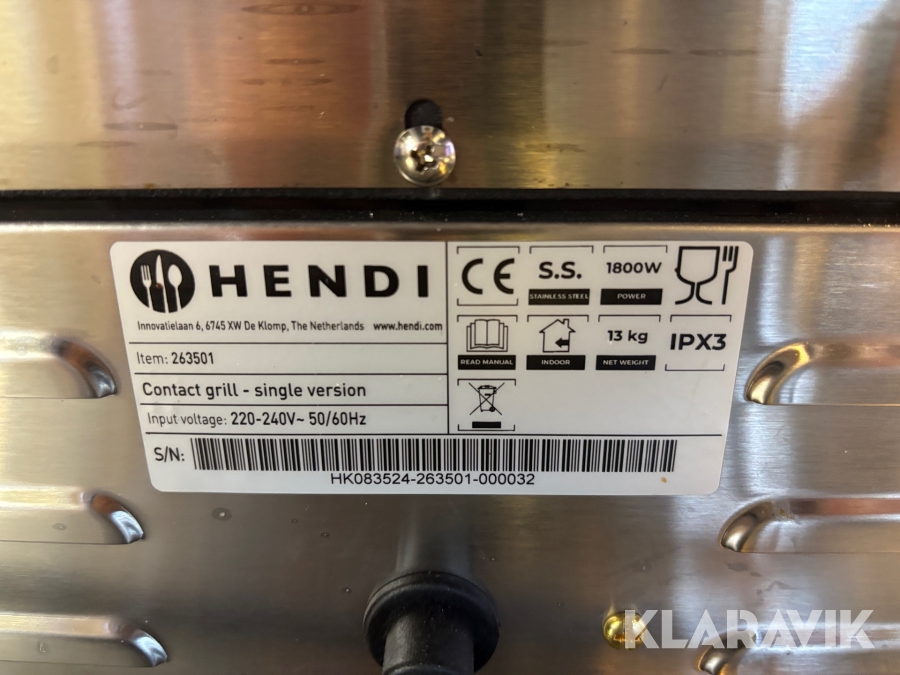 HENDI
Innovatielaan 6, 6745 XW De Klomp, The Netherlands www.hendi.com
Item: 263501
Contact grill - single version
Input voltage: 220-240V~ 50/60Hz
S/N:
HK083524-263501-000032
CE
S.S.
STAINLESS STEEL
1800W
POWER
READ MANUAL
INDOOR
13 kg
NET WEIGHT
IPX3
KLARAVIK